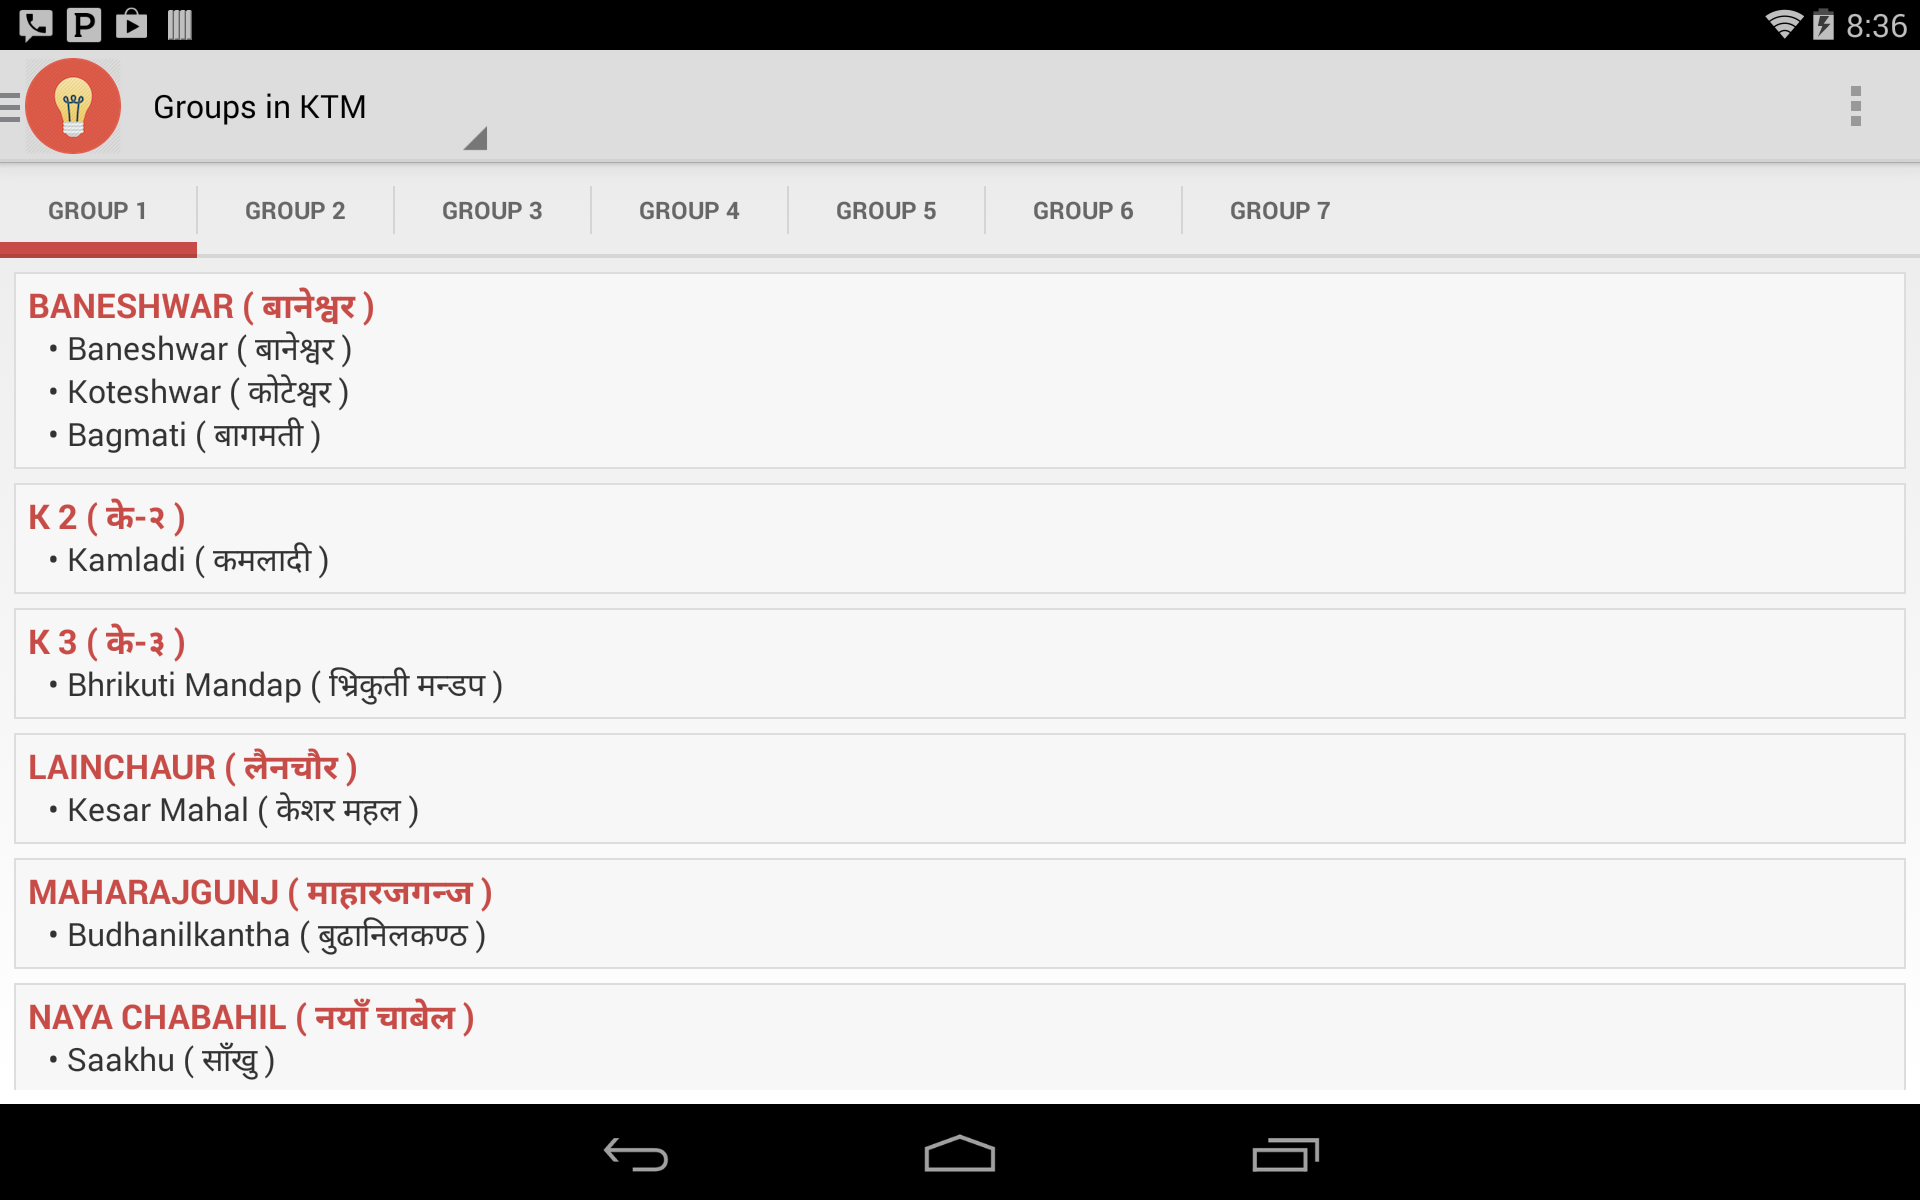 8:36
Groups in KTM
GROUP 1 GROUP 2 GROUP 3 GROUP 4 GROUP 5 GROUP 6 GROUP 7
BANESHWAR ( बानेश्वर )
• Baneshwar ( बानेश्वर )
• Koteshwar ( कोटेश्वर )
• Bagmati ( बागमती )
K 2 ( के-२ )
• Kamladi ( कमलादी )
K 3 ( के-३ )
• Bhrikuti Mandap ( भ्रिकुती मन्डप )
LAINCHAUR ( लैनचौर )
• Kesar Mahal ( केशर महल )
MAHARAJGUNJ ( माहारजगन्ज )
• Budhanilkantha ( बुढानिलकण्ठ )
NAYA CHABAHIL ( नयाँ चाबेल )
• Saakhu ( साँखु )